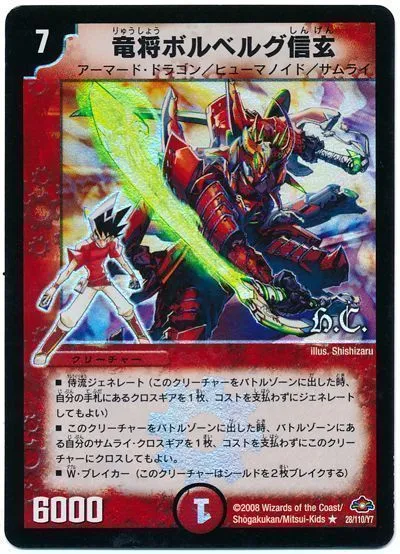 7
りゅうしょう しんげん
竜将ボルベルグ信玄
アーマード・ドラゴン／ヒューマノイド／サムライ
H.C.
illus. Shishizaru
クリーチャー
■ 侍流ジェネレート（このクリーチャーをバトルゾーンに出した時、
自分の手札にあるクロスギアを1枚、コストを支払わずにジェネレート
してもよい）
■ このクリーチャーをバトルゾーンに出した時、バトルゾーンにあ
る自分のサムライ・クロスギアを1枚、コストを支払わずにこのクリー
チャーにクロスしてもよい。
■ W・ブレイカー（このクリーチャーはシールドを2枚ブレイクする）
6000
1
©2008 Wizards of the Coast/
Shogakukan/Mitsui-Kids ★ 28/110/Y7